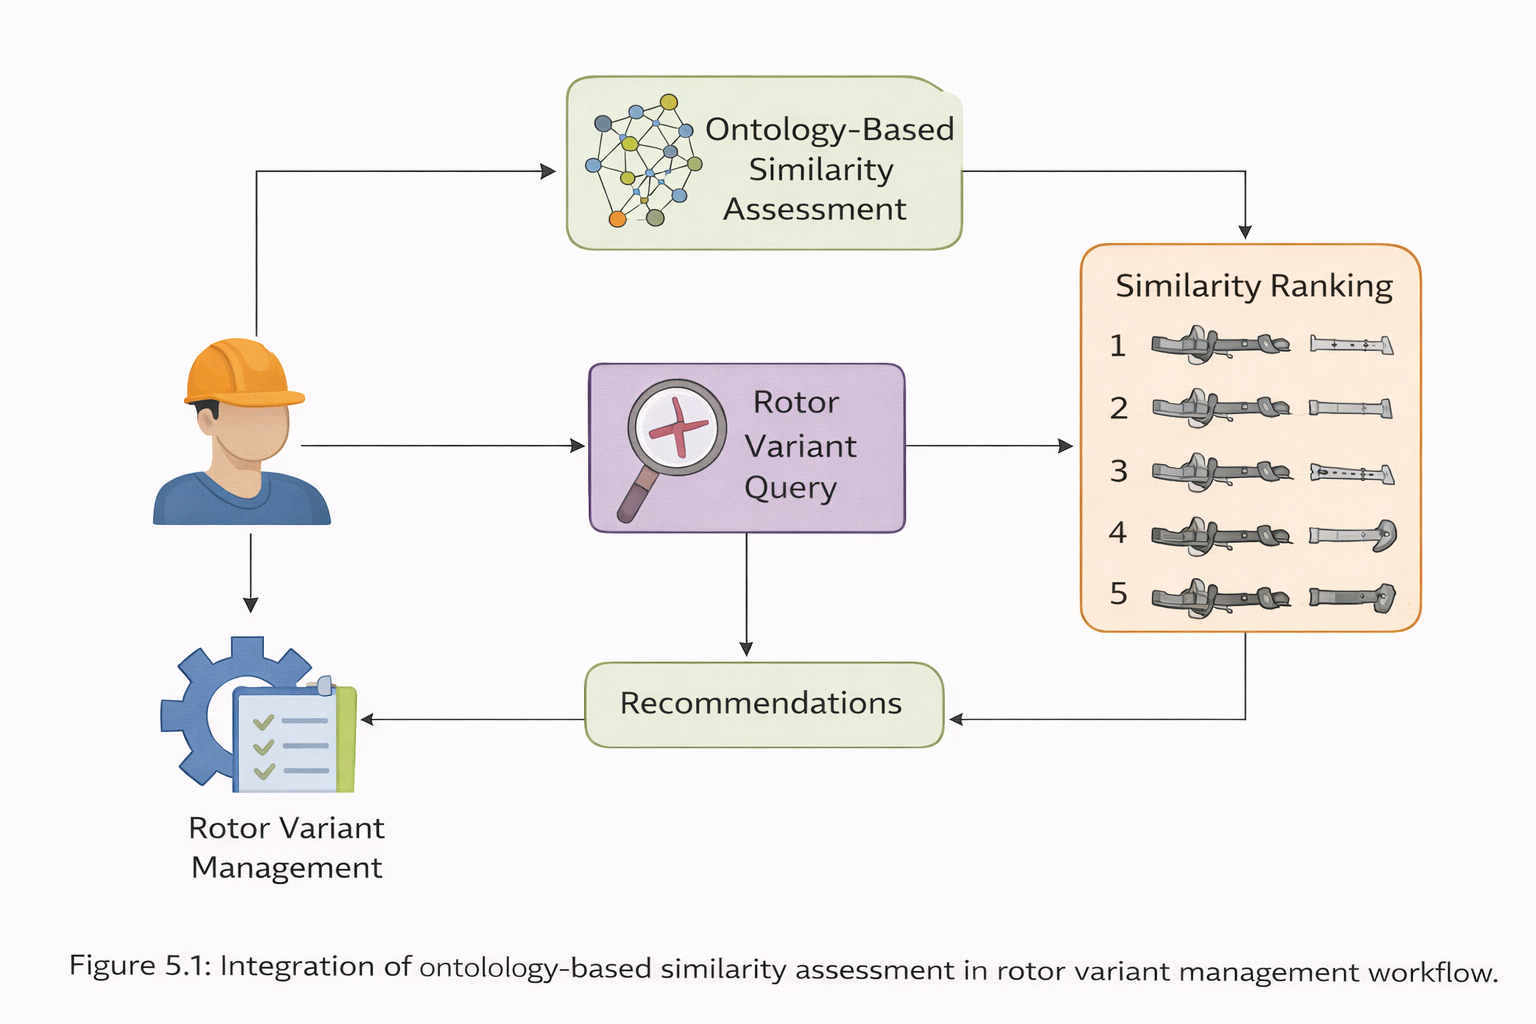 Ontology-Based
Similarity
Assessment
Similarity Ranking
1
2
3
4
5
Rotor
Variant
Query
Recommendations
Rotor Variant
Management
Figure 5.1: Integration of ontolology-based similarity assessment in rotor variant management workflow.